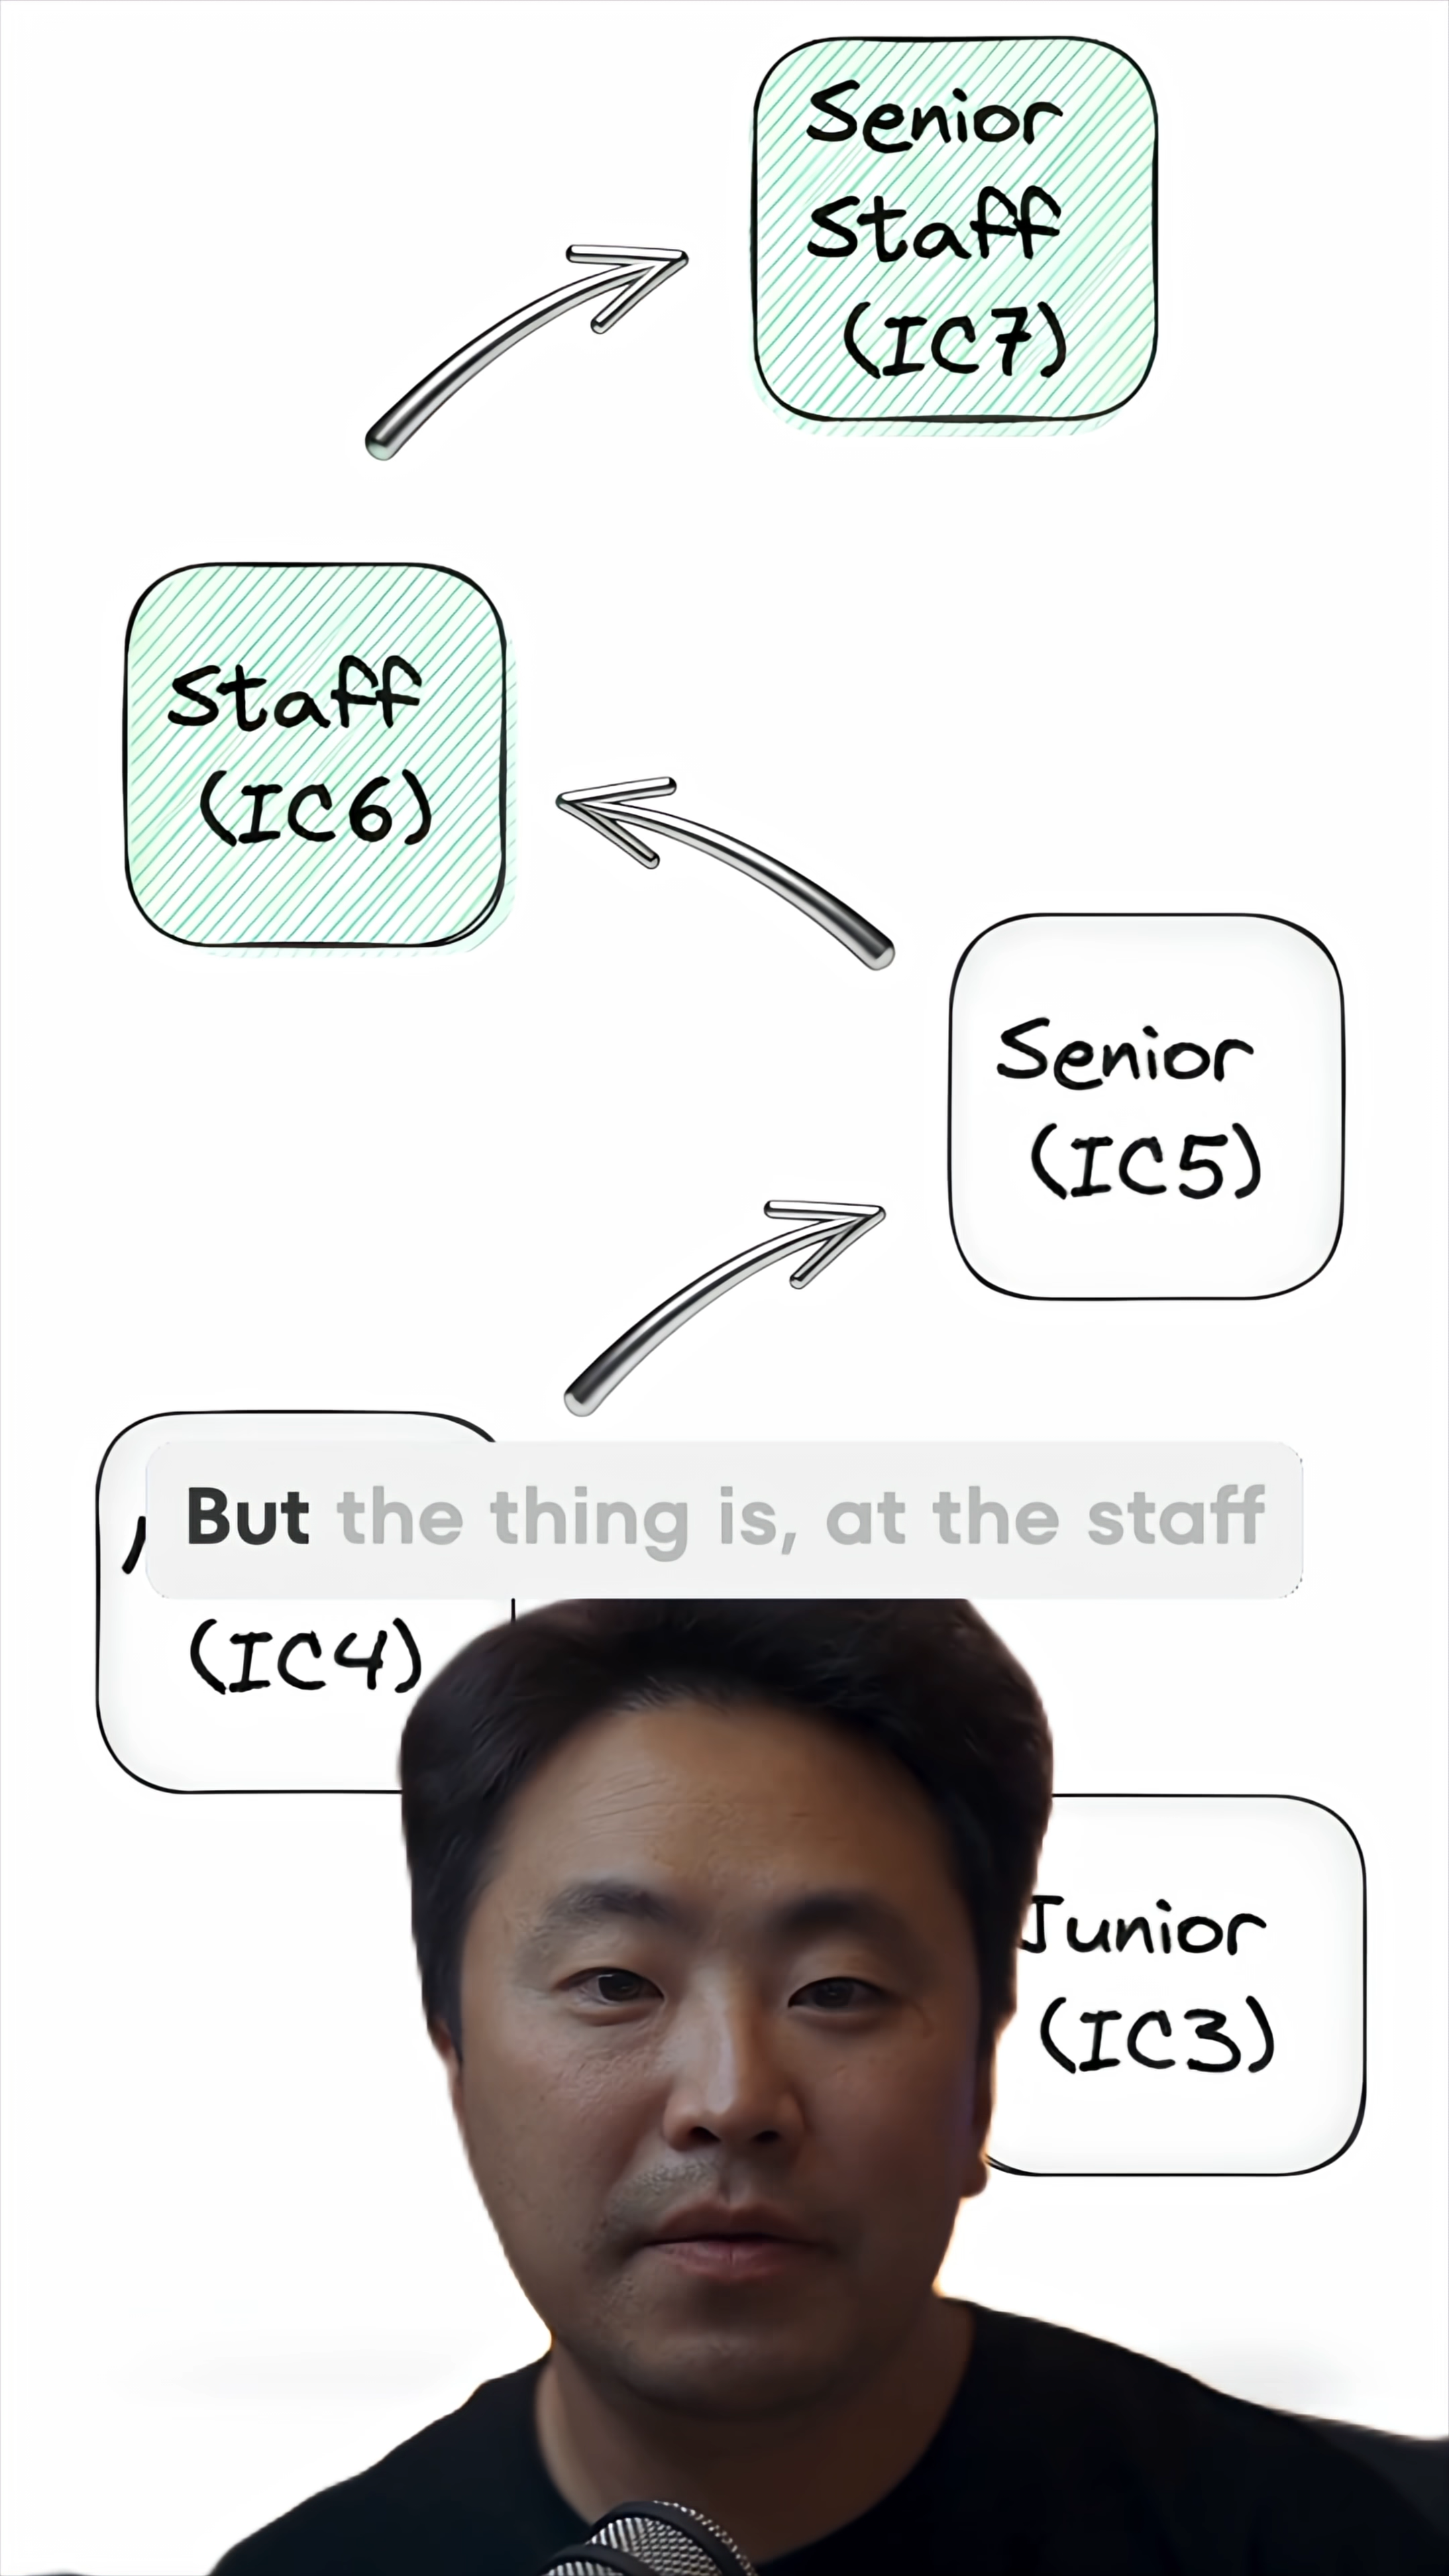 Senior
Staff
(IC7)
Staff
(IC6)
Senior
(IC5)
But the thing is, at the staff
(IC4)
Junior
(IC3)